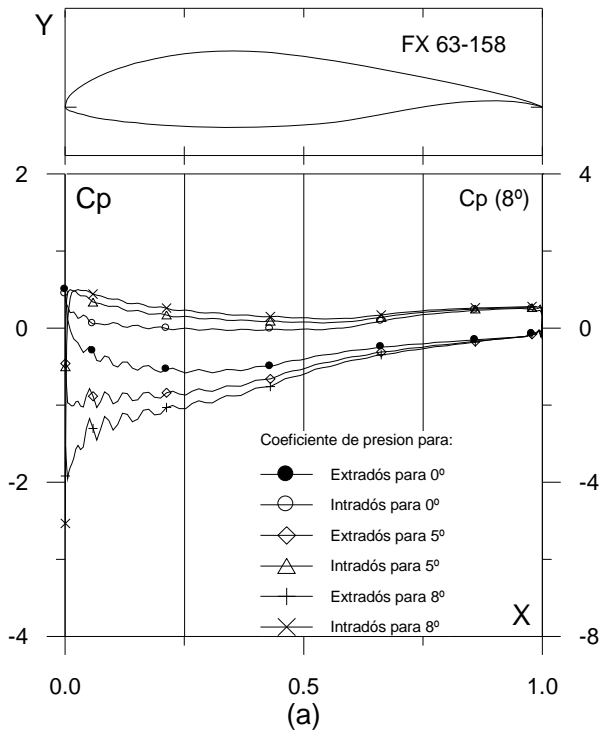 Y
FX 63-158
2
4
Cp
Cp (8º)
0
0
Coeficiente de presion para:
Extradós para 0º
-2
-4
Intradós para 0º
Extradós para 5º
Intradós para 5º
Extradós para 8º
Intradós para 8º
X
-4
-8
0.0
0.5
1.0
(a)